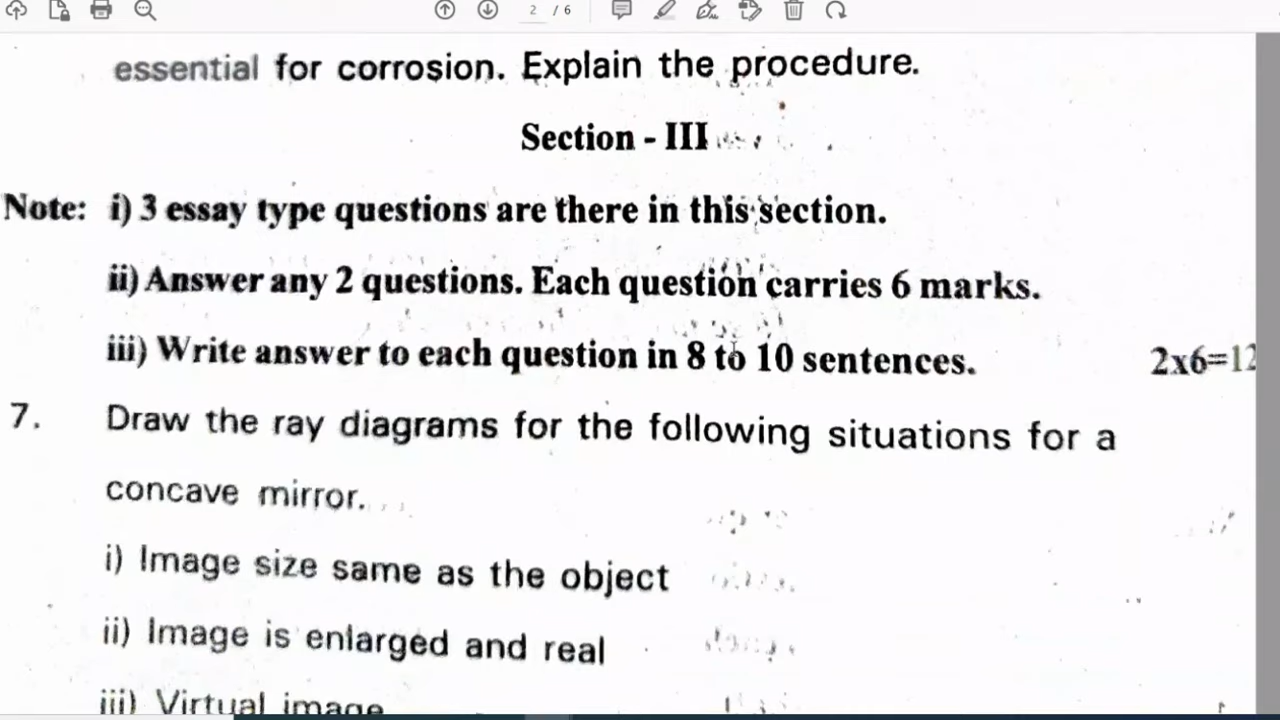 2 / 6
essential for corrosion. Explain the procedure.
Section - III
Note: i) 3 essay type questions are there in this section.
ii) Answer any 2 questions. Each question carries 6 marks.
iii) Write answer to each question in 8 to 10 sentences. 2x6=12
7. Draw the ray diagrams for the following situations for a
concave mirror.
i) Image size same as the object
ii) Image is enlarged and real
iii) Virtual image